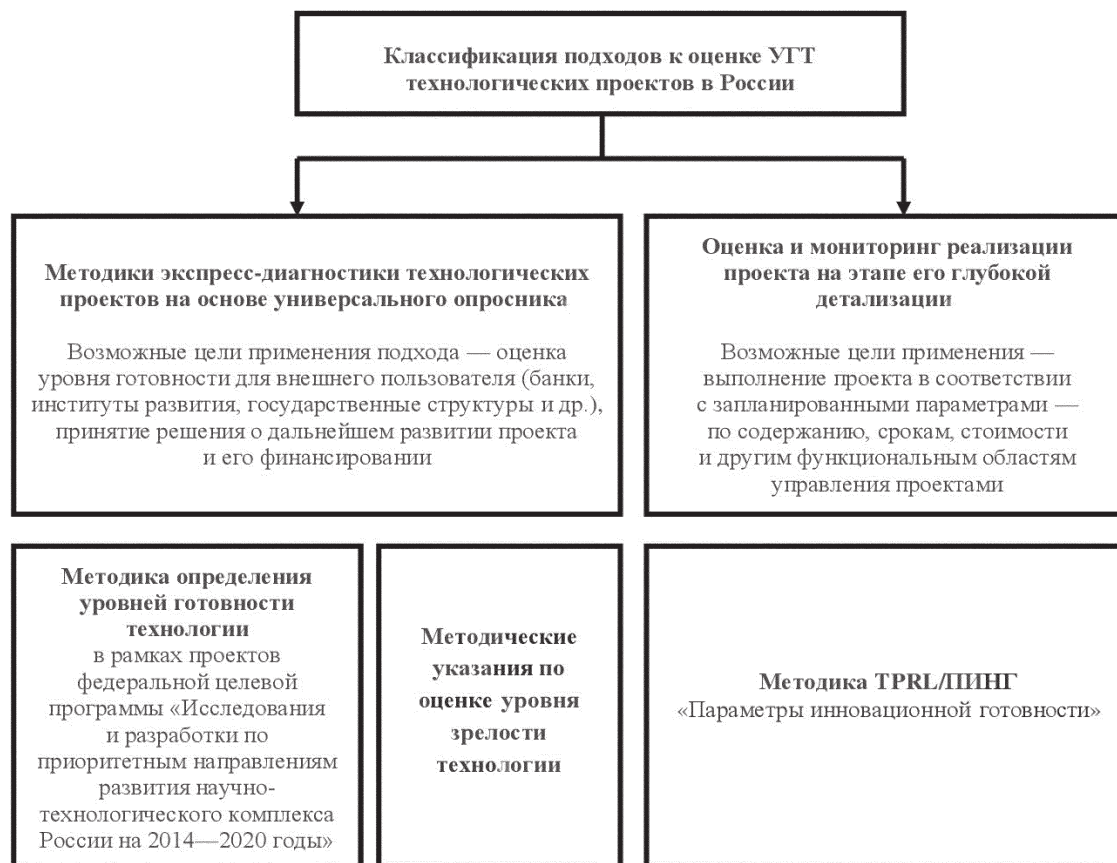 Классификация подходов к оценке УГТ
технологических проектов в России
Методики экспресс-диагностики технологических
проектов на основе универсального опросника
Возможные цели применения подхода — оценка
уровня готовности для внешнего пользователя (банки,
институты развития, государственные структуры и др.),
принятие решения о дальнейшем развитии проекта
и его финансировании
Оценка и мониторинг реализации
проекта на этапе его глубокой
детализации
Возможные цели применения —
выполнение проекта в соответствии
с запланированными параметрами —
по содержанию, срокам, стоимости
и другим функциональным областям
управления проектами
Методика определения
уровней готовности
технологии
в рамках проектов
федеральной целевой
программы «Исследования
и разработки по
приоритетным направлениям
развития научно-
технологического комплекса
России на 2014—2020 годы»
Методические
указания по
оценке уровня
зрелости
технологии
Методика TPRL/ПИНГ
«Параметры инновационной готовности»